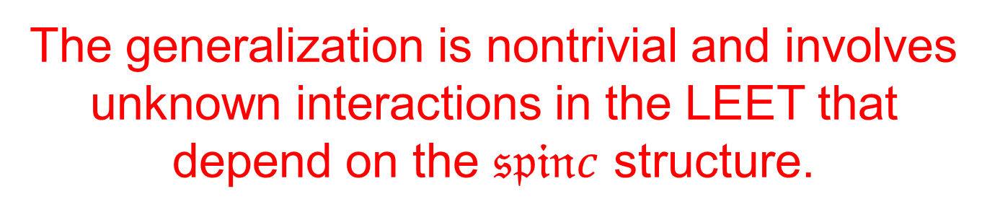 The generalization is nontrivial and involves
unknown interactions in the LEET that
depend on the 𝔰𝔭𝔦𝔫𝑐 structure.